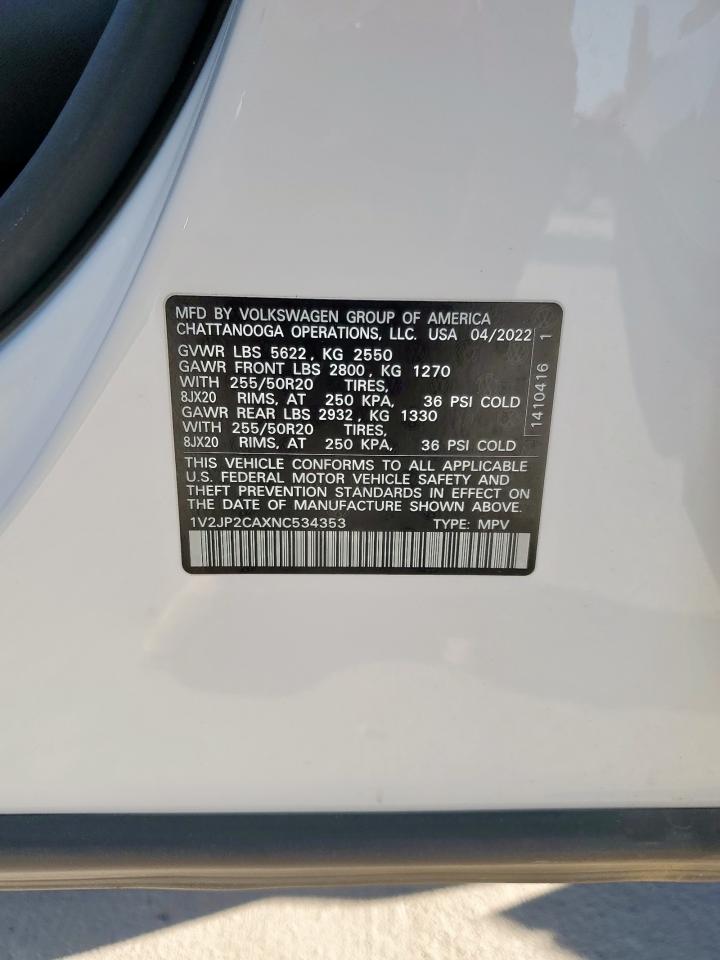 MFD BY VOLKSWAGEN GROUP OF AMERICA
CHATTANOOGA OPERATIONS, LLC. USA 04/2022
GVWR LBS 5622, KG 2550
GAWR FRONT LBS 2800, KG 1270
WITH 255/50R20 TIRES,
8JX20 RIMS, AT 250 KPA, 36 PSI COLD
GAWR REAR LBS 2932, KG 1330
WITH 255/50R20 TIRES,
8JX20 RIMS, AT 250 KPA, 36 PSI COLD
THIS VEHICLE CONFORMS TO ALL APPLICABLE
U.S. FEDERAL MOTOR VEHICLE SAFETY AND
THEFT PREVENTION STANDARDS IN EFFECT ON
THE DATE OF MANUFACTURE SHOWN ABOVE.
1V2JP2CAXNC534353 TYPE: MPV
1410416 1